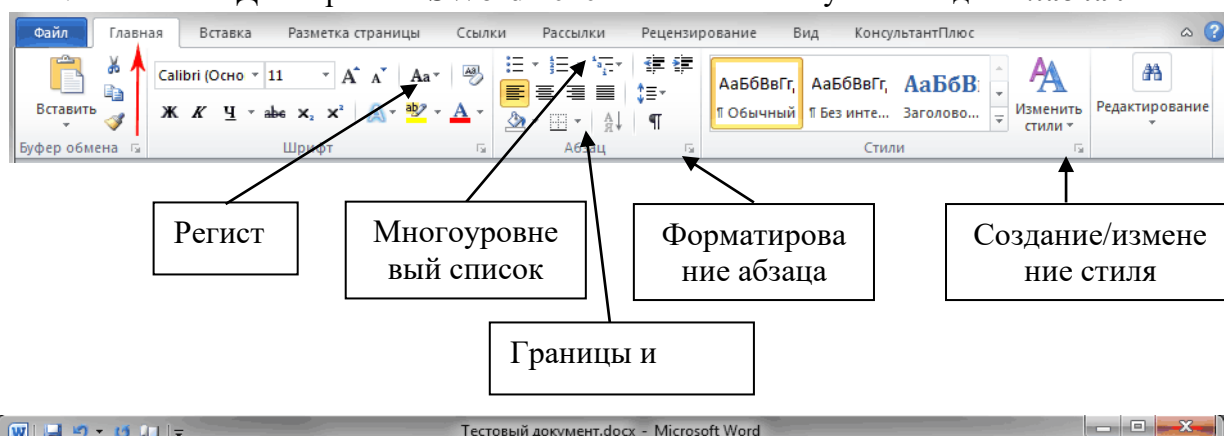 Файл Главная Вставка Разметка страницы Ссылки Рассылки Рецензирование Вид КонсультантПлюс
Calibri (Осно 11 Аа
АаБбВвГг, АаБбВвГг, АаБбВ
Вставить Ж К Ч abc x₂ x² А
¶ Обычный ¶ Без инте... Заголово... Изменить стили Редактирование
Буфер обмена Шрифт Абзац Стили
Регист
Многоуровне
вый список
Форматирова
ние абзаца
Создание/измене
ние стиля
Границы и
Тестовый документ.docx - Microsoft Word